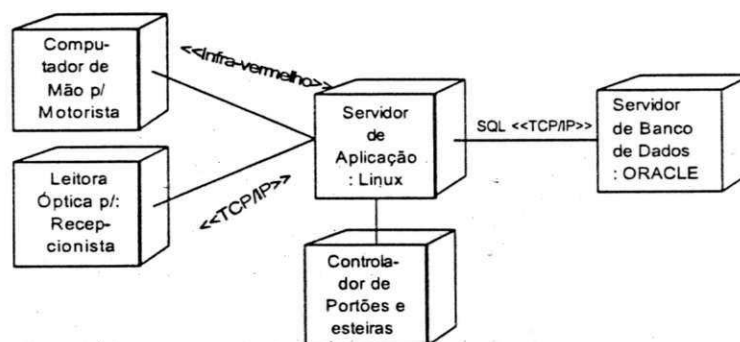 Compu-
tador de
Mão p/
Motorista
<<Infra-vermelho>>
Leitora
Óptica p/:
Recep-
cionista
<<TCP/IP>>
Servidor
de
Aplicação
: Linux
SQL <<TCP/IP>>
Servidor
de Banco
de Dados
: ORACLE
Controla-
dor de
Portões e
esteiras